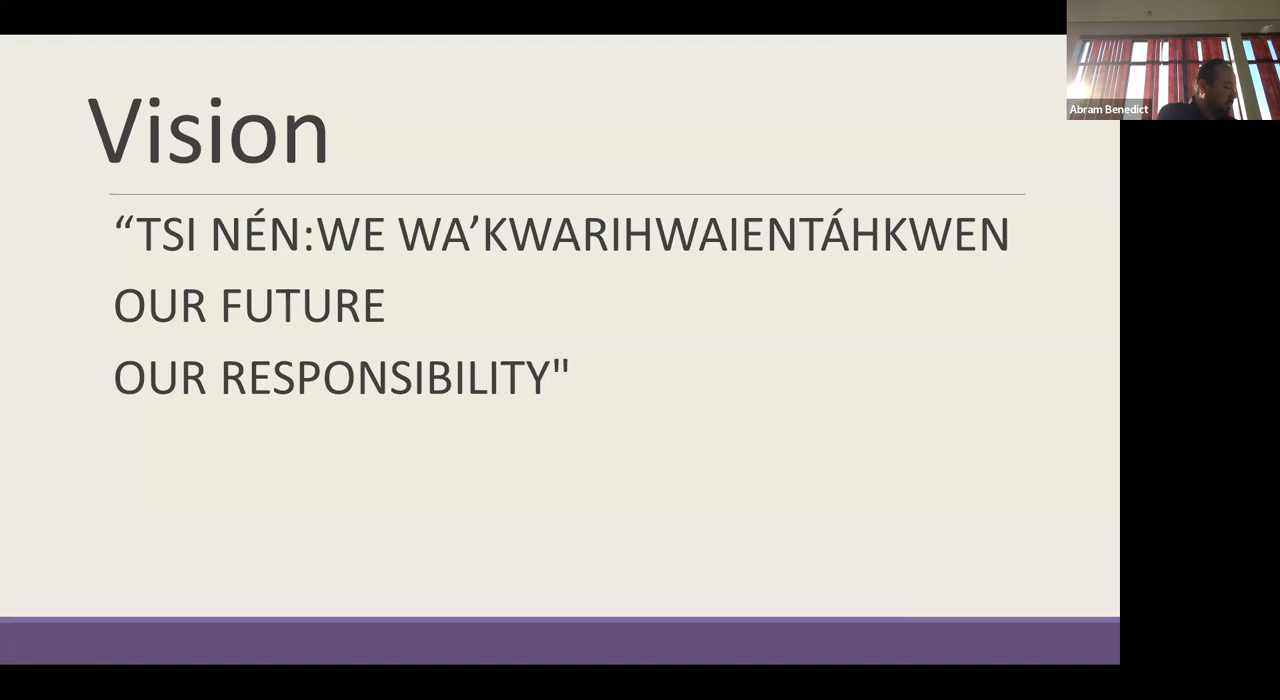 Vision
“TSI NÉN:WE WA’KWARIHWAIENTÁHKWEN
OUR FUTURE
OUR RESPONSIBILITY"
Abram Benedict